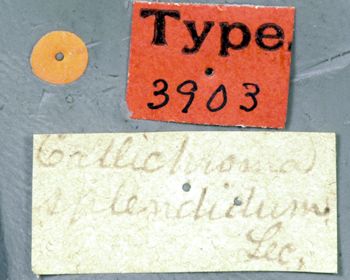 Type.
3903
Callichroma
splendidum
Lec.